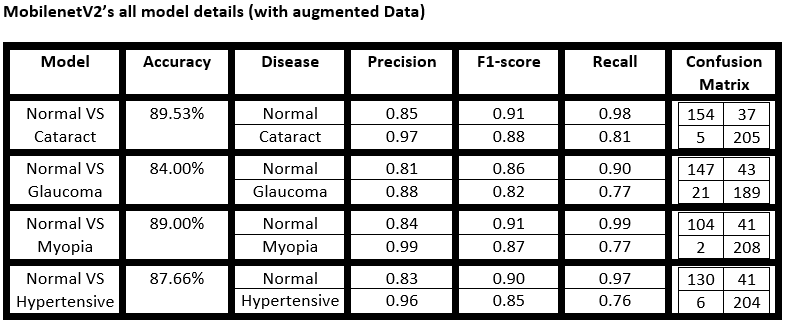 MobilenetV2’s all model details (with augmented Data)
Model Accuracy Disease Precision F1-score Recall Confusion Matrix
Normal VS Cataract 89.53% Normal 0.85 0.91 0.98 154 37
Cataract 0.97 0.88 0.81 5 205
Normal VS Glaucoma 84.00% Normal 0.81 0.86 0.90 147 43
Glaucoma 0.88 0.82 0.77 21 189
Normal VS Myopia 89.00% Normal 0.84 0.91 0.99 104 41
Myopia 0.99 0.87 0.77 2 208
Normal VS Hypertensive 87.66% Normal 0.83 0.90 0.97 130 41
Hypertensive 0.96 0.85 0.76 6 204